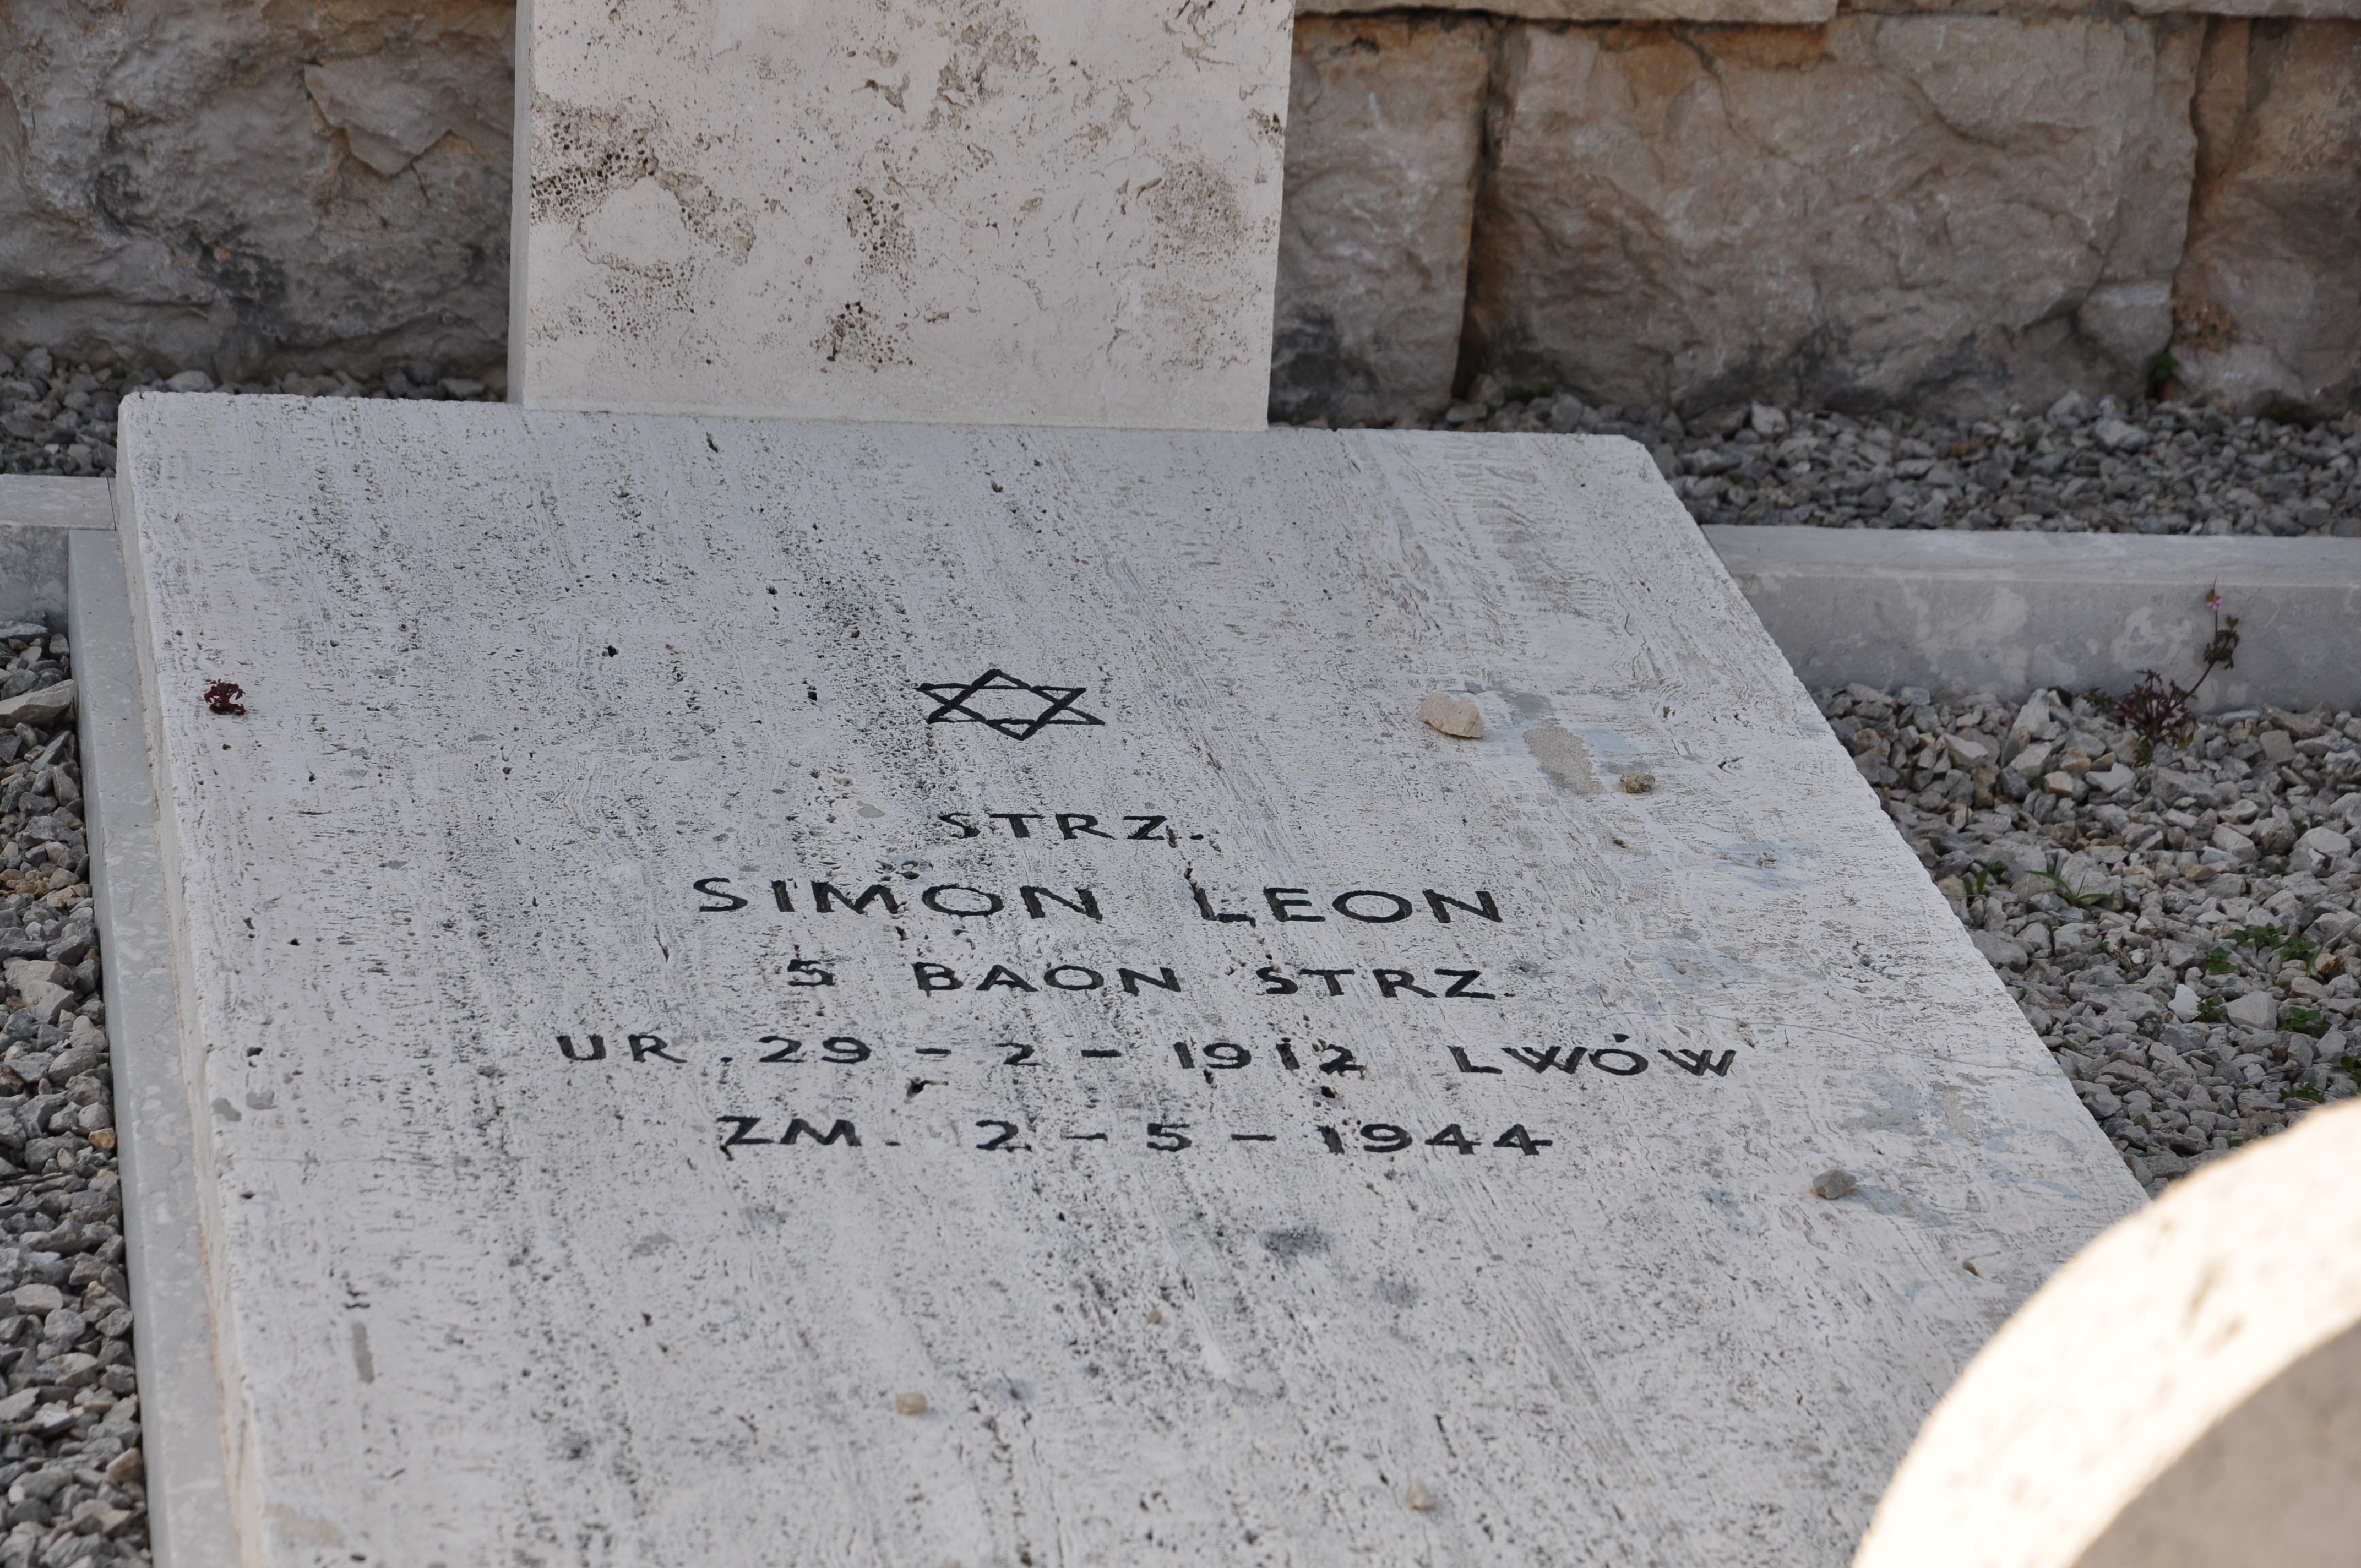 STRZ.
SIMON LEON
5 BAON STRZ.
UR. 29-2-1912 LWÓW
ZM. 2-5-1944